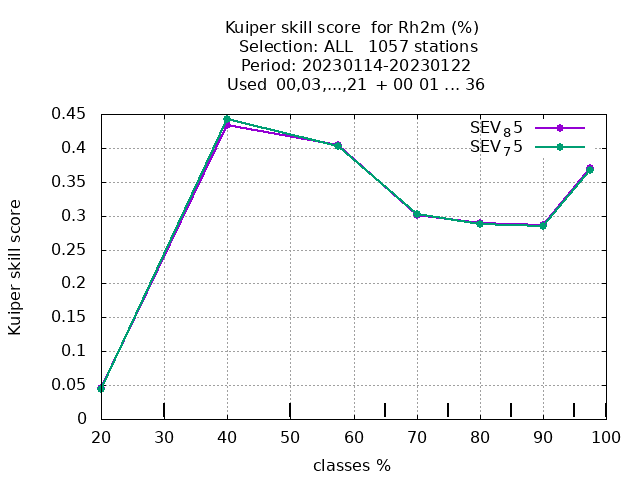 Kuiper skill score  for Rh2m (%)
Selection: ALL   1057 stations
Period: 20230114-20230122
Used  00,03,...,21  + 00 01 ... 36
SEV₈5
SEV₇5
0.45
0.4
0.35
0.3
0.25
0.2
0.15
0.1
0.05
0
Kuiper skill score
20 30 40 50 60 70 80 90 100
classes %